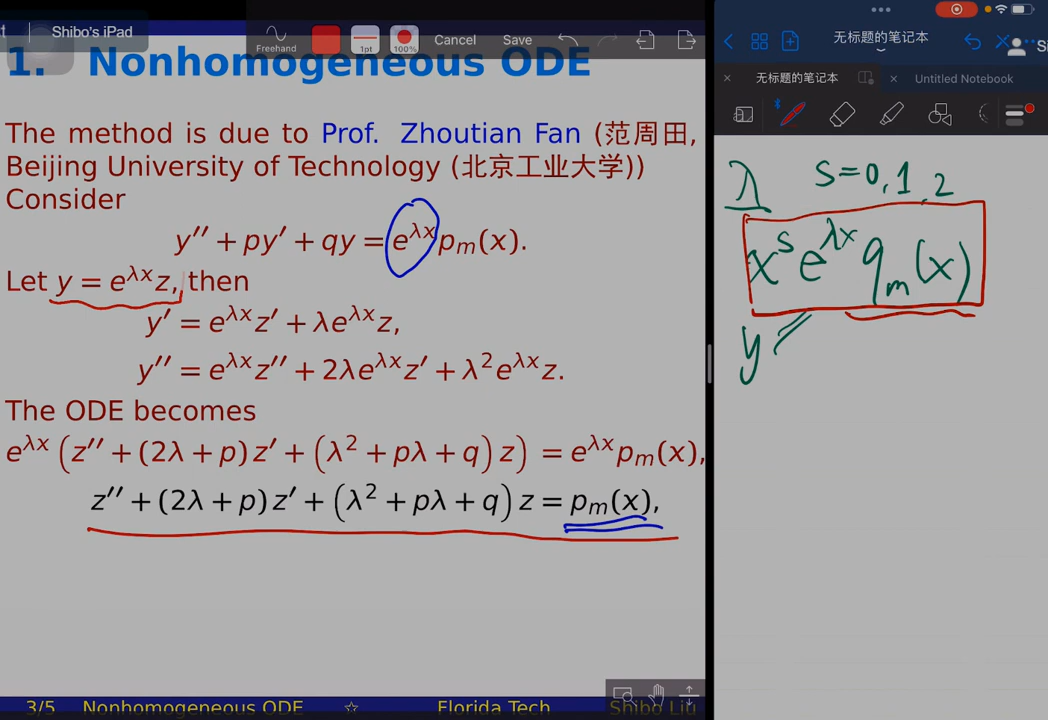 Shibo's iPad
Freehand
1pt
100%
Cancel
Save
1. Nonhomogeneous ODE
The method is due to Prof. Zhoutian Fan (范周田,
Beijing University of Technology (北京工业大学))
Consider
y′′ + py′ + qy = e^{λx}p_m(x).
Let y = e^{λx}z, then
y′ = e^{λx}z′ + λe^{λx}z,
y′′ = e^{λx}z′′ + 2λe^{λx}z′ + λ²e^{λx}z.
The ODE becomes
e^{λx}(z′′ + (2λ + p)z′ + (λ² + pλ + q)z) = e^{λx}p_m(x),
z′′ + (2λ + p)z′ + (λ² + pλ + q)z = p_m(x),
3/5 Nonhomogeneous ODE ☆ Florida Tech Shibo Liu
无标题的笔记本
无标题的笔记本
Untitled Notebook
λ s=0,1,2
x^s e^{λx} q_m(x)
y